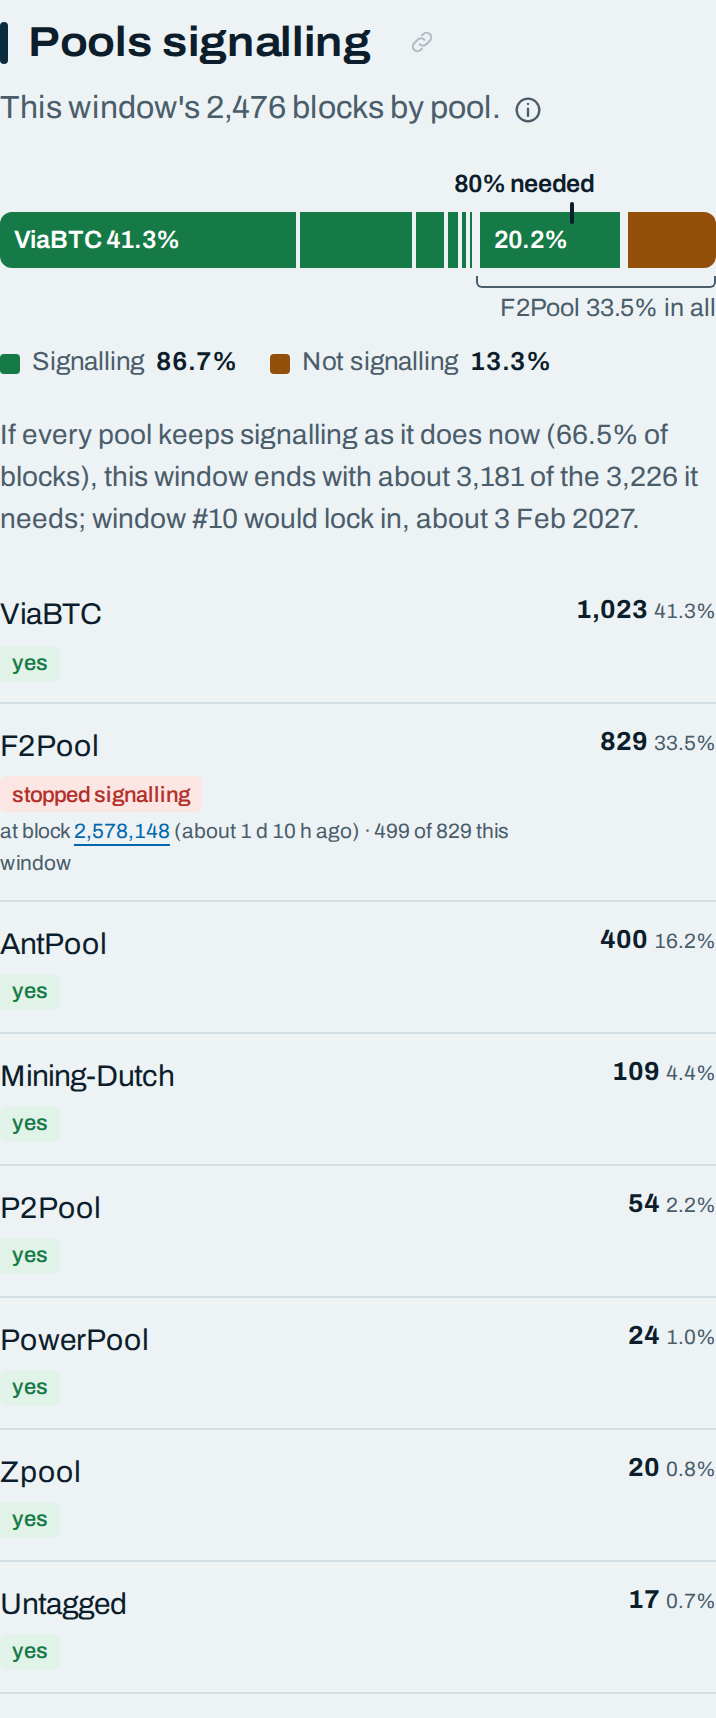 Pools signalling
This window's 2,476 blocks by pool.
80% needed
ViaBTC 41.3%
20.2%
F2Pool 33.5% in all
Signalling 86.7% Not signalling 13.3%
If every pool keeps signalling as it does now (66.5% of
blocks), this window ends with about 3,181 of the 3,226 it
needs; window #10 would lock in, about 3 Feb 2027.
ViaBTC 1,023 41.3%
yes
F2Pool 829 33.5%
stopped signalling
at block 2,578,148 (about 1 d 10 h ago) · 499 of 829 this
window
AntPool 400 16.2%
yes
Mining-Dutch 109 4.4%
yes
P2Pool 54 2.2%
yes
PowerPool 24 1.0%
yes
Zpool 20 0.8%
yes
Untagged 17 0.7%
yes